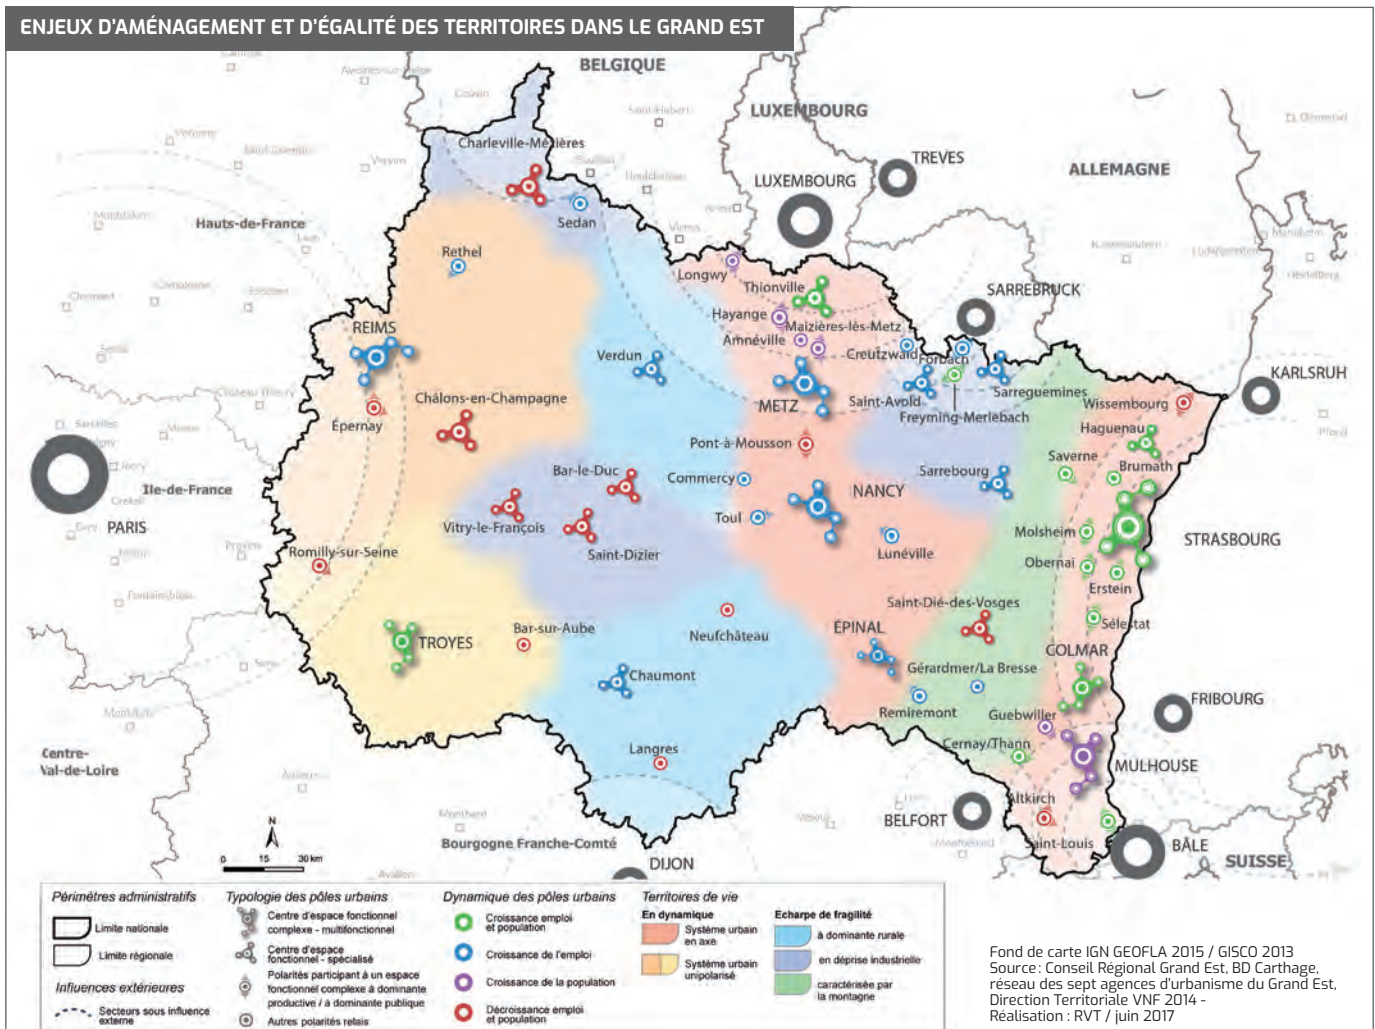 ENJEUX D'AMÉNAGEMENT ET D'ÉGALITÉ DES TERRITOIRES DANS LE GRAND EST
BELGIQUE
LUXEMBOURG
ALLEMAGNE
TREVES
LUXEMBOURG
Charleville-Mézières
Sedan
Hauts-de-France
Rethel
Longwy
Thionville
SARREBRUCK
Hayange
Maizières-lès-Metz
Amnéville
REIMS
Verdun
Creutzwald
Forbach
KARLSRUH
Sarreguemines
Châlons-en-Champagne
METZ
Saint-Avold
Freyming-Merlebach
Wissembourg
Épernay
Haguenau
Pont-à-Mousson
Saverne
Brumath
Bar-le-Duc
Commercy
Sarrebourg
Ile-de-France
NANCY
PARIS
Vitry-le-François
Toul
Molsheim
STRASBOURG
Saint-Dizier
Lunéville
Romilly-sur-Seine
Obernai
Erstein
Saint-Dié-des-Vosges
Sélestat
Bar-sur-Aube
Neufchâteau
ÉPINAL
TROYES
COLMAR
Gérardmer/La Bresse
Chaumont
FRIBOURG
Remiremont
Guebwiller
Centre-
Val-de-Loire
Langres
Cernay/Thann
MULHOUSE
Altkirch
BELFORT
Saint-Louis
BÂLE
SUISSE
Bourgogne Franche-Comté
DIJON
N
0 15 30 km
Périmètres administratifs
Limite nationale
Limite régionale
Influences extérieures
Secteurs sous influence
externe
Typologie des pôles urbains
Centre d'espace fonctionnel
complexe - multifonctionnel
Centre d'espace
fonctionnel - spécialisé
Polarités participant à un espace
fonctionnel complexe à dominante
productive / à dominante publique
Autres polarités relais
Dynamique des pôles urbains
Croissance emploi
et population
Croissance de l'emploi
Croissance de la population
Décroissance emploi
et population
Territoires de vie
En dynamique
Système urbain
en axe
Système urbain
unipolarisé
Echarpe de fragilité
à dominante rurale
en déprise industrielle
caractérisée par
la montagne
Fond de carte IGN GEOFLA 2015 / GISCO 2013
Source : Conseil Régional Grand Est, BD Carthage,
réseau des sept agences d'urbanisme du Grand Est,
Direction Territoriale VNF 2014 -
Réalisation : RVT / juin 2017